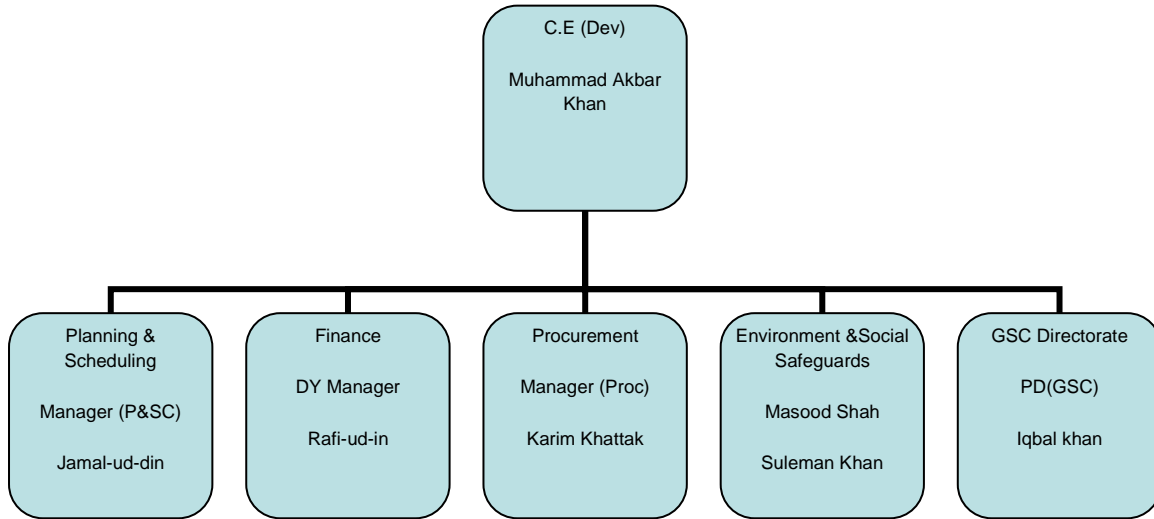 C.E (Dev)
Muhammad Akbar
Khan
Planning &
Scheduling
Manager (P&SC)
Jamal-ud-din
Finance
DY Manager
Rafi-ud-in
Procurement
Manager (Proc)
Karim Khattak
Environment &Social
Safeguards
Masood Shah
Suleman Khan
GSC Directorate
PD(GSC)
Iqbal khan